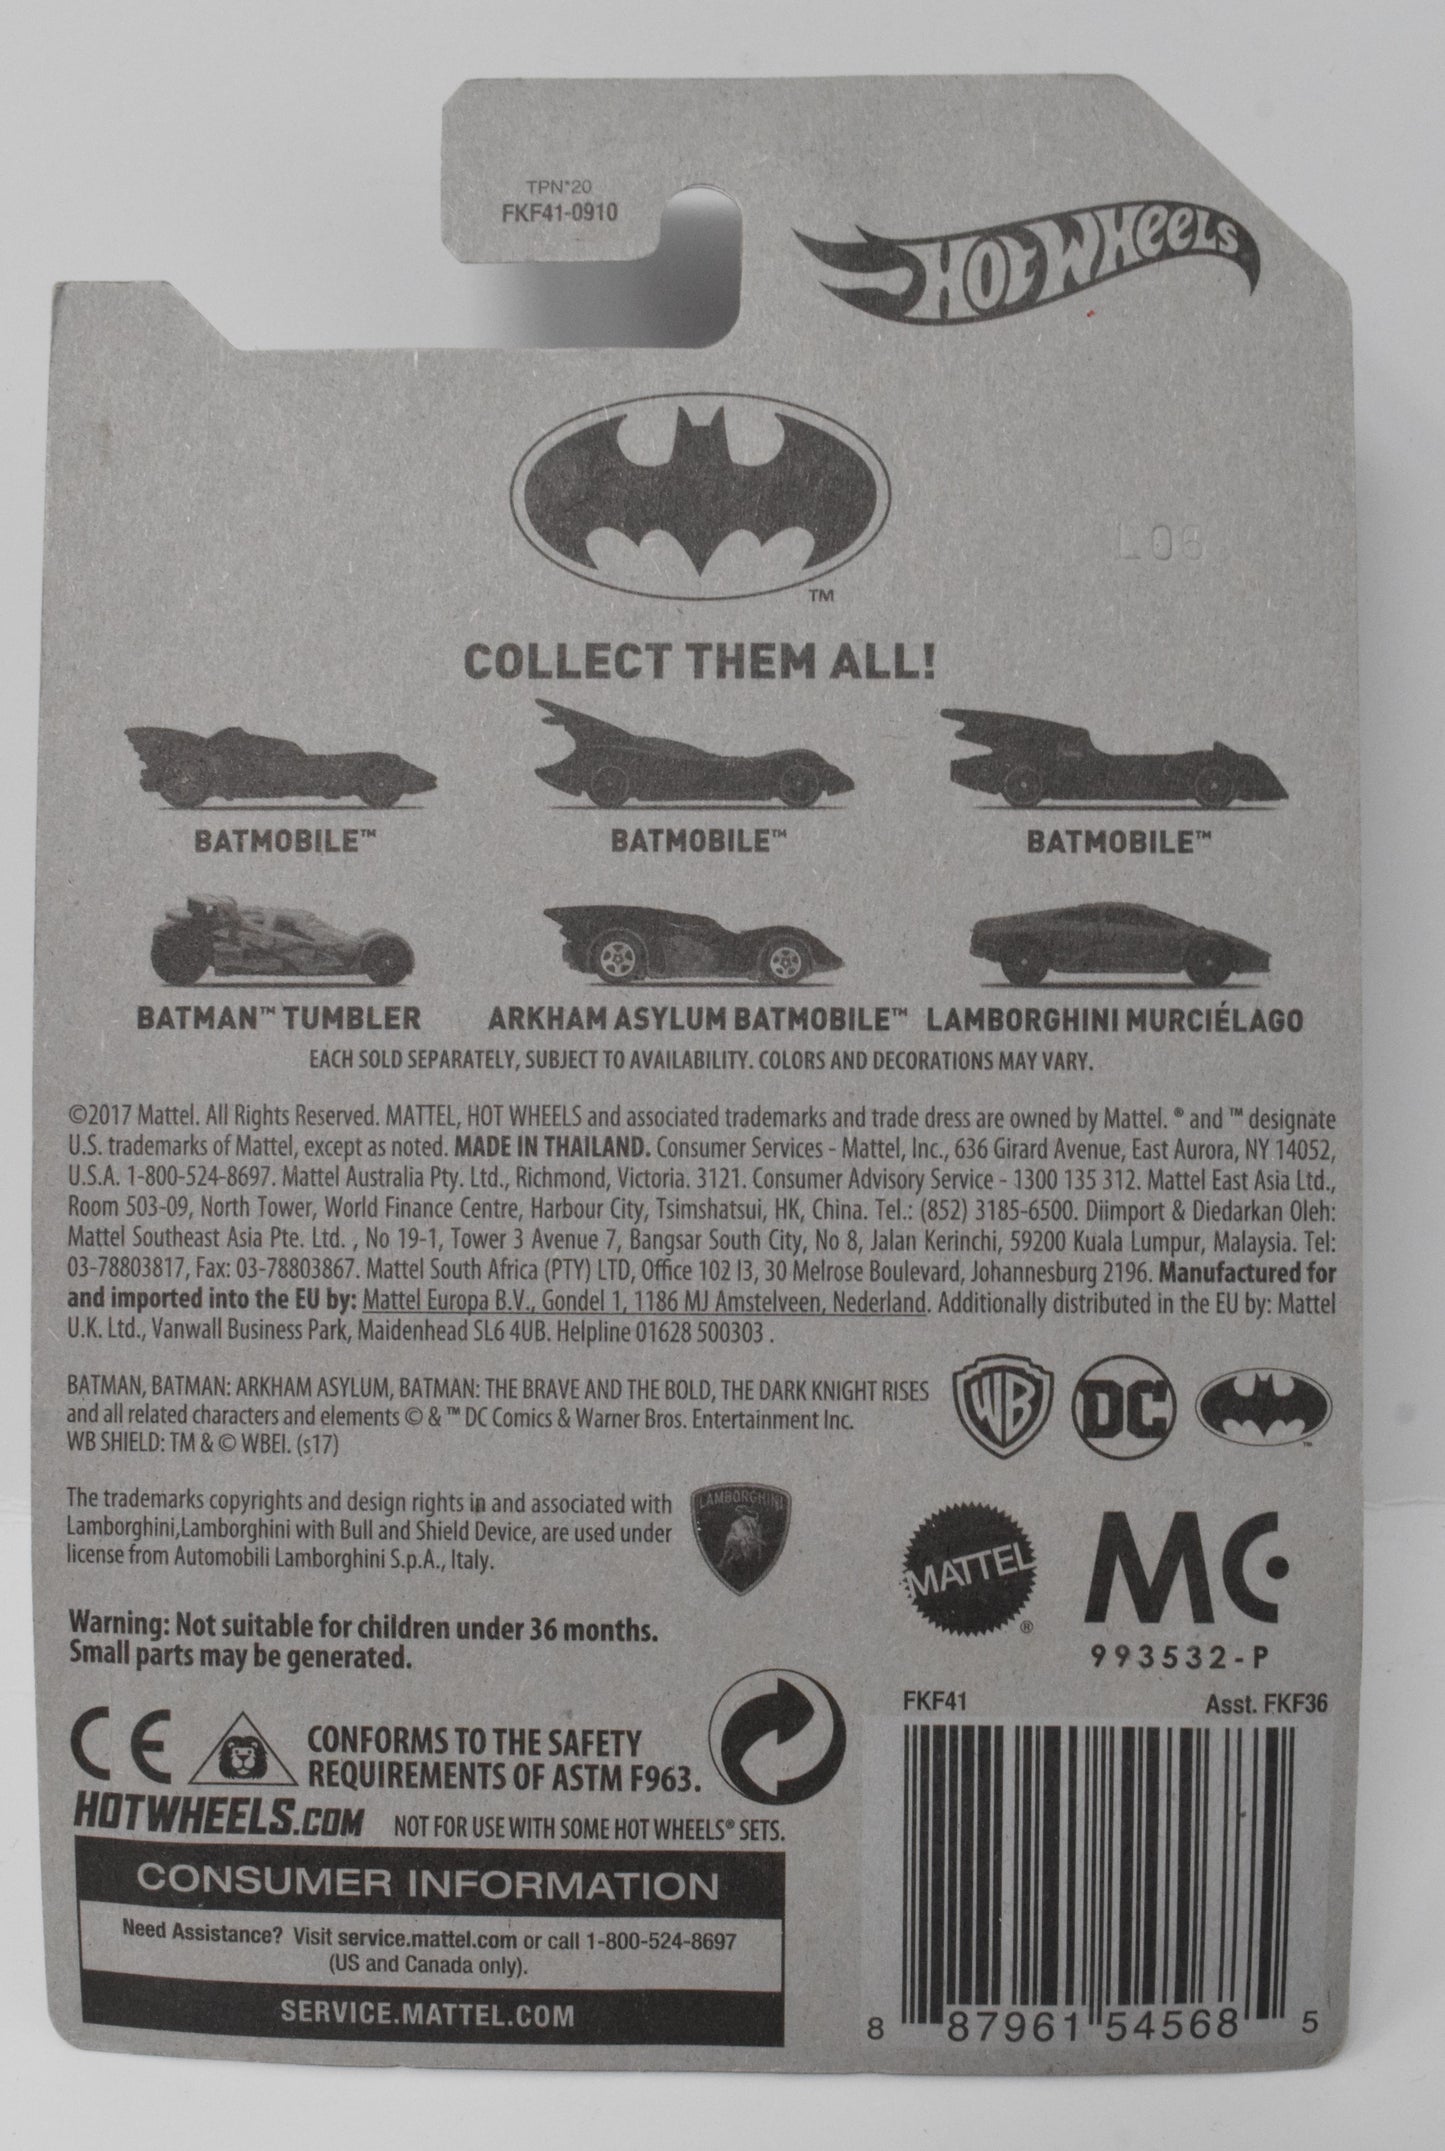 TPN*20
FKF41-0910
HOT WHEELS
L06
TM
COLLECT THEM ALL!
BATMOBILE™ BATMOBILE™ BATMOBILE™
BATMAN™ TUMBLER ARKHAM ASYLUM BATMOBILE™ LAMBORGHINI MURCIÉLAGO
EACH SOLD SEPARATELY, SUBJECT TO AVAILABILITY. COLORS AND DECORATIONS MAY VARY.
©2017 Mattel. All Rights Reserved. MATTEL, HOT WHEELS and associated trademarks and trade dress are owned by Mattel. ® and ™ designate
U.S. trademarks of Mattel, except as noted. MADE IN THAILAND. Consumer Services - Mattel, Inc., 636 Girard Avenue, East Aurora, NY 14052,
U.S.A. 1-800-524-8697. Mattel Australia Pty. Ltd., Richmond, Victoria. 3121. Consumer Advisory Service - 1300 135 312. Mattel East Asia Ltd.,
Room 503-09, North Tower, World Finance Centre, Harbour City, Tsimshatsui, HK, China. Tel.: (852) 3185-6500. Diimport & Diedarkan Oleh:
Mattel Southeast Asia Pte. Ltd. , No 19-1, Tower 3 Avenue 7, Bangsar South City, No 8, Jalan Kerinchi, 59200 Kuala Lumpur, Malaysia. Tel:
03-78803817, Fax: 03-78803867. Mattel South Africa (PTY) LTD, Office 102 I3, 30 Melrose Boulevard, Johannesburg 2196. Manufactured for
and imported into the EU by: Mattel Europa B.V., Gondel 1, 1186 MJ Amstelveen, Nederland. Additionally distributed in the EU by: Mattel
U.K. Ltd., Vanwall Business Park, Maidenhead SL6 4UB. Helpline 01628 500303 .
BATMAN, BATMAN: ARKHAM ASYLUM, BATMAN: THE BRAVE AND THE BOLD, THE DARK KNIGHT RISES
and all related characters and elements © & ™ DC Comics & Warner Bros. Entertainment Inc.
WB SHIELD: TM & © WBEI. (s17)
WB DC TM
The trademarks copyrights and design rights in and associated with
Lamborghini,Lamborghini with Bull and Shield Device, are used under
license from Automobili Lamborghini S.p.A., Italy.
LAMBORGHINI
MATTEL ®
MC
993532-P
Warning: Not suitable for children under 36 months.
Small parts may be generated.
CE CONFORMS TO THE SAFETY
REQUIREMENTS OF ASTM F963.
HOTWHEELS.COM NOT FOR USE WITH SOME HOT WHEELS® SETS.
CONSUMER INFORMATION
Need Assistance? Visit service.mattel.com or call 1-800-524-8697
(US and Canada only).
SERVICE.MATTEL.COM
FKF41 Asst. FKF36
8 87961 54568 5